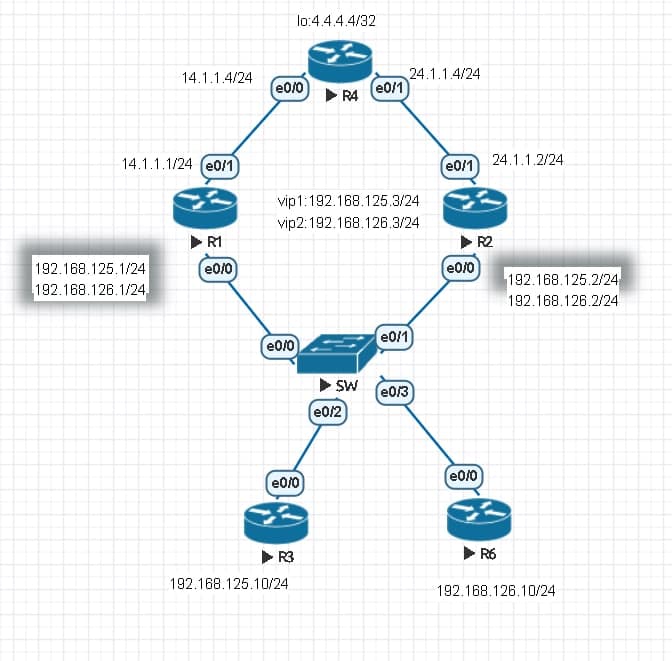 lo:4.4.4.4/32
14.1.1.4/24
24.1.1.4/24
e0/0
R4
e0/1
14.1.1.1/24
e0/1
e0/1
24.1.1.2/24
vip1:192.168.125.3/24
vip2:192.168.126.3/24
R1
R2
192.168.125.1/24
192.168.126.1/24
e0/0
e0/0
192.168.125.2/24
192.168.126.2/24
e0/0
e0/1
SW
e0/2
e0/3
e0/0
e0/0
R3
R6
192.168.125.10/24
192.168.126.10/24